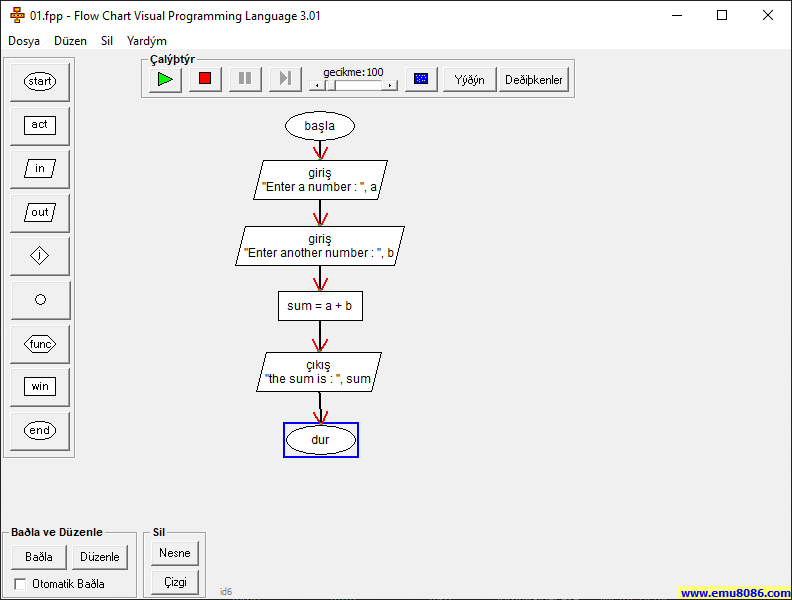 01.fpp - Flow Chart Visual Programming Language 3.01
Dosya Düzen Sil Yardým
Çalýþtýr
gecikme:100
Yýðýn
Deðiþkenler
start
act
in
out
j
func
win
end
başla
giriş
"Enter a number : ", a
giriş
"Enter another number : ", b
sum = a + b
çıkış
"the sum is : ", sum
dur
Baðla ve Düzenle
Baðla
Düzenle
Otomatik Baðla
Sil
Nesne
Çizgi
id6
www.emu8086.com